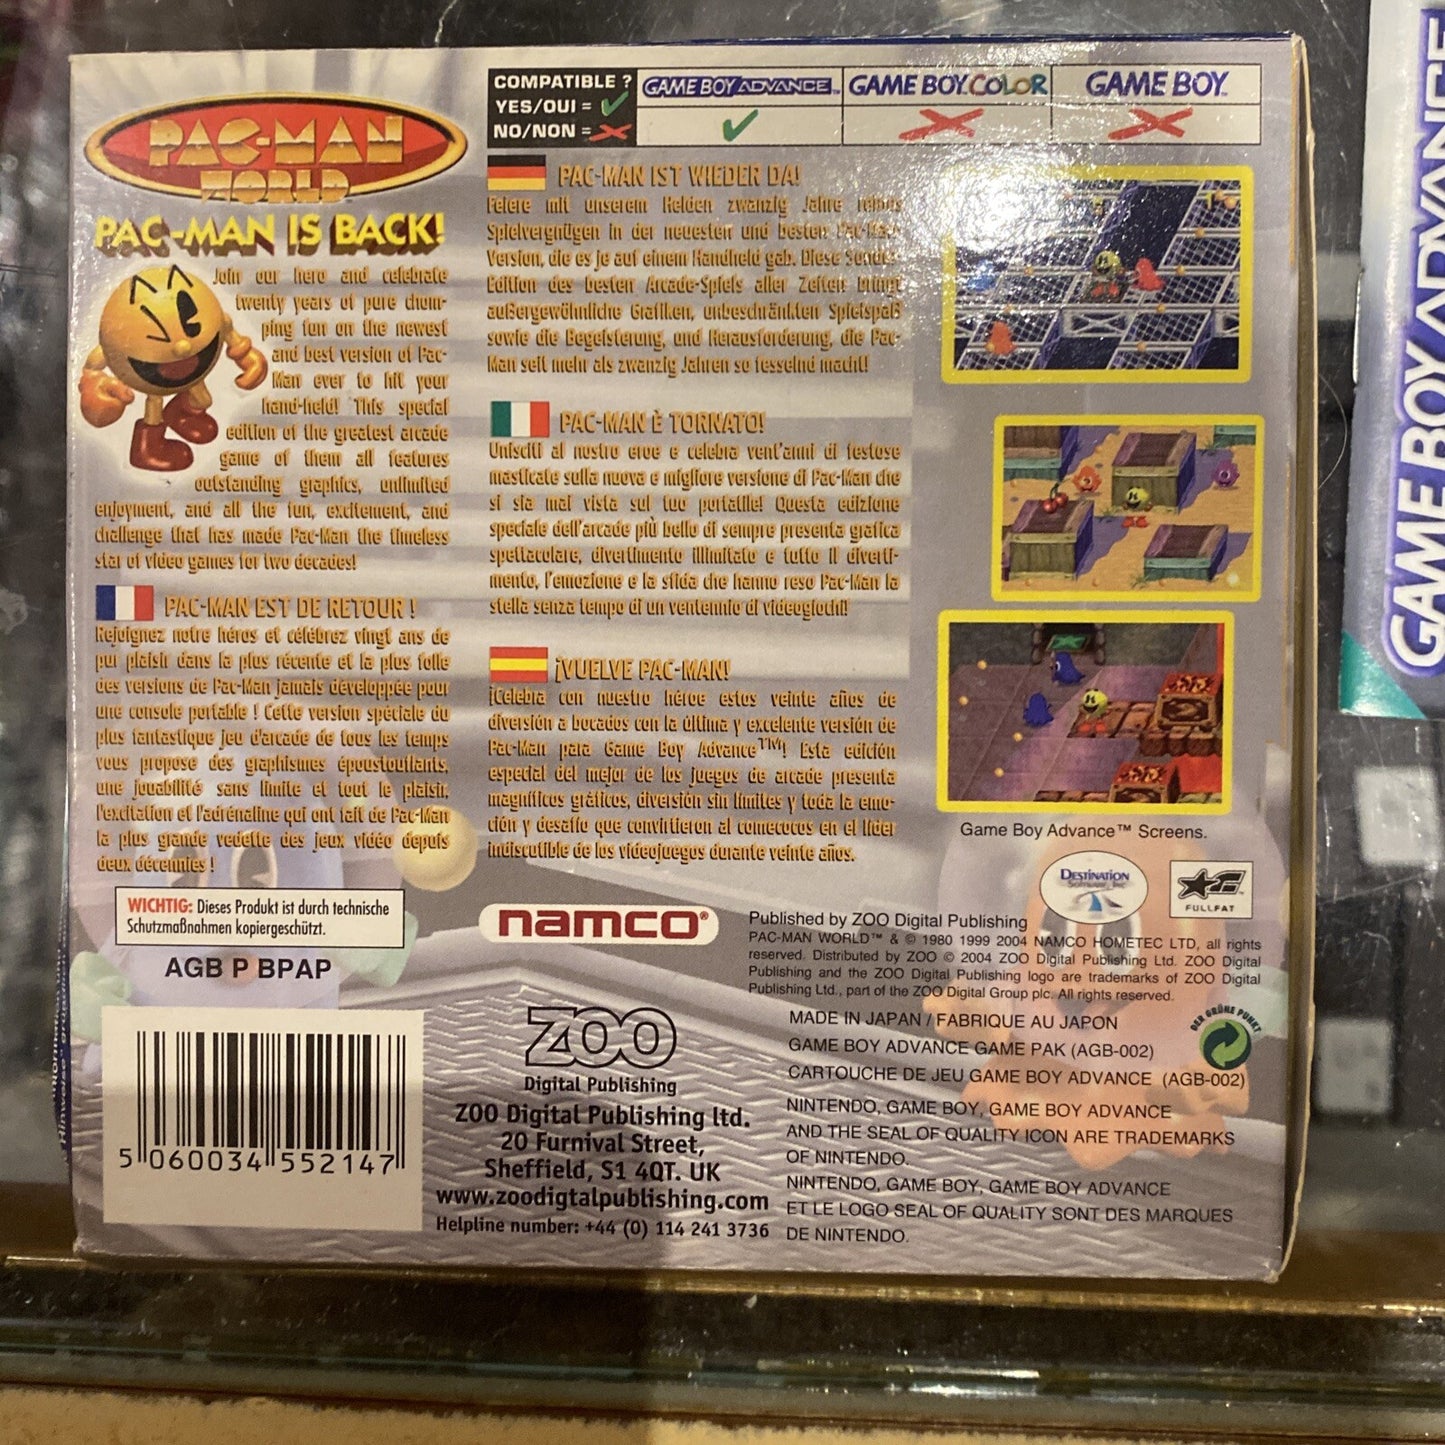 COMPATIBLE ?
YES/OUI =
NO/NON =
GAME BOY ADVANCE™
GAME BOY COLOR
GAME BOY™
PAC-MAN
WORLD
PAC-MAN IS BACK!
Join our hero and celebrate
twenty years of pure chom-
ping fun on the newest
and best version of Pac-
Man ever to hit your
hand-held! This special
edition of the greatest arcade
game of them all features
outstanding graphics, unlimited
enjoyment, and all the fun, excitement, and
challenge that has made Pac-Man the timeless
star of video games for two decades!
PAC-MAN EST DE RETOUR !
Rejoignez notre héros et célébrez vingt ans de
pur plaisir dans la plus récente et la plus folle
des versions de Pac-Man jamais développée pour
une console portable ! Cette version spéciale du
plus fantastique jeu d'arcade de tous les temps
vous propose des graphismes époustouflants,
une jouabilité sans limite et tout le plaisir,
l'excitation et l'adrénaline qui ont fait de Pac-Man
la plus grande vedette des jeux vidéo depuis
deux décennies !
WICHTIG: Dieses Produkt ist durch technische
Schutzmaßnahmen kopiergeschützt.
AGB P BPAP
5 060034 552147
PAC-MAN IST WIEDER DA!
Feiere mit unserem Helden zwanzig Jahre reines
Spielvergnügen in der neuesten und besten Pac-Man-
Version, die es je auf einem Handheld gab. Diese Sonder-
Edition des besten Arcade-Spiels aller Zeiten bringt
außergewöhnliche Grafiken, unbeschränkten Spielspaß
sowie die Begeisterung, und Herausforderung, die Pac-
Man seit mehr als zwanzig Jahren so fesselnd macht!
PAC-MAN È TORNATO!
Unisciti al nostro eroe e celebra vent'anni di festose
masticate sulla nuova e migliore versione di Pac-Man che
si sia mai vista sul tuo portatile! Questa edizione
speciale dell'arcade più bello di sempre presenta grafica
spettacolare, divertimento illimitato e tutto il diverti-
mento, l'emozione e la sfida che hanno reso Pac-Man la
stella senza tempo di un ventennio di videogiochi!
¡VUELVE PAC-MAN!
¡Celebra con nuestro héroe estos veinte años de
diversión a bocados con la última y excelente versión de
Pac-Man para Game Boy Advance™! Esta edición
especial del mejor de los juegos de arcade presenta
magníficos gráficos, diversión sin límites y toda la emo-
ción y desafío que convirtieron al comecocos en el líder
indiscutible de los videojuegos durante veinte años.
Game Boy Advance™ Screens.
DESTINATION
SOFTWARE, INC
FULLFAT
namco®
Published by ZOO Digital Publishing
PAC-MAN WORLD™ & © 1980 1999 2004 NAMCO HOMETEC LTD, all rights
reserved. Distributed by ZOO © 2004 ZOO Digital Publishing Ltd. ZOO Digital
Publishing and the ZOO Digital Publishing logo are trademarks of ZOO Digital
Publishing Ltd., part of the ZOO Digital Group plc. All rights reserved.
ZOO
Digital Publishing
ZOO Digital Publishing ltd.
20 Furnival Street,
Sheffield, S1 4QT. UK
www.zoodigtalpublishing.com
Helpline number: +44 (0) 114 241 3736
MADE IN JAPAN / FABRIQUE AU JAPON
GAME BOY ADVANCE GAME PAK (AGB-002)
CARTOUCHE DE JEU GAME BOY ADVANCE (AGB-002)
DER GRÜNE PUNKT
NINTENDO, GAME BOY, GAME BOY ADVANCE
AND THE SEAL OF QUALITY ICON ARE TRADEMARKS
OF NINTENDO.
NINTENDO, GAME BOY, GAME BOY ADVANCE
ET LE LOGO SEAL OF QUALITY SONT DES MARQUES
DE NINTENDO.
GAME BOY ADVANCE